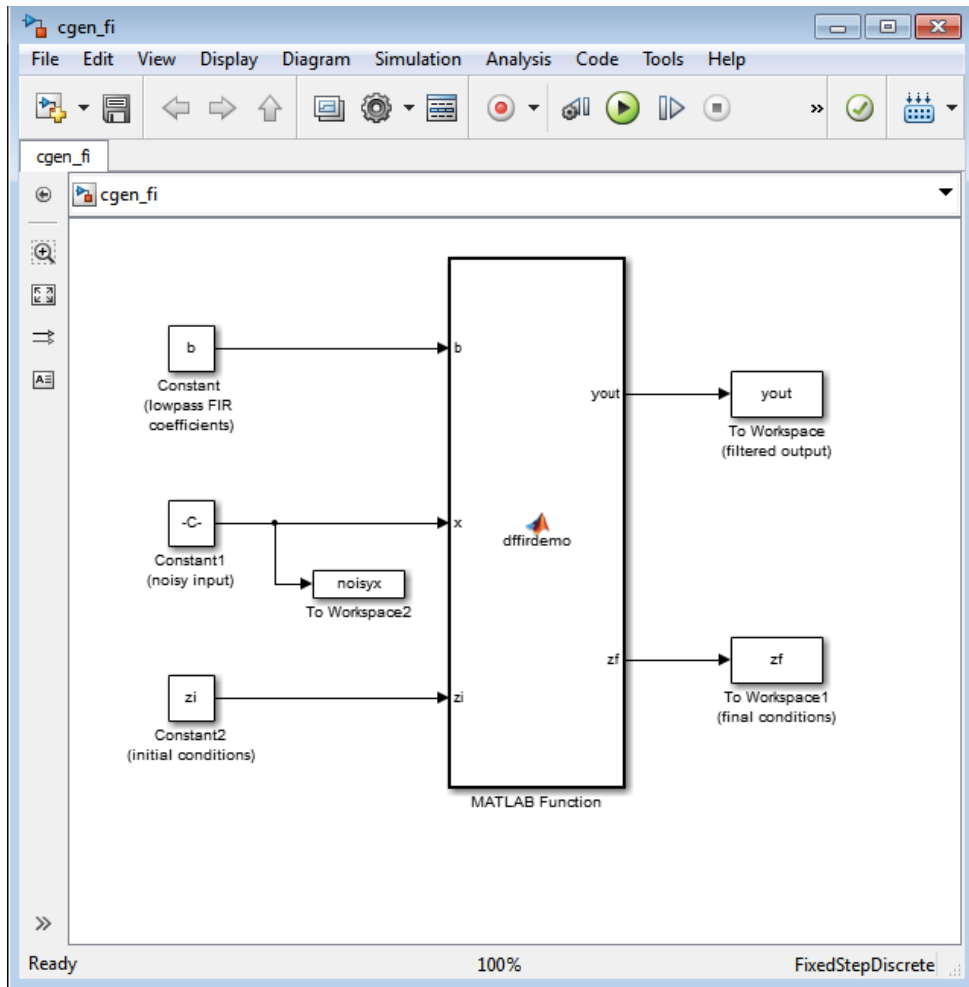 cgen_fi
File Edit View Display Diagram Simulation Analysis Code Tools Help
»
cgen_fi
cgen_fi
b
Constant
(lowpass FIR
coefficients)
b
yout
yout
To Workspace
(filtered output)
-C-
Constant1
(noisy input)
x
dffirdemo
noisyx
To Workspace2
zf
zf
To Workspace1
(final conditions)
zi
Constant2
(initial conditions)
zi
MATLAB Function
»
Ready 100% FixedStepDiscrete